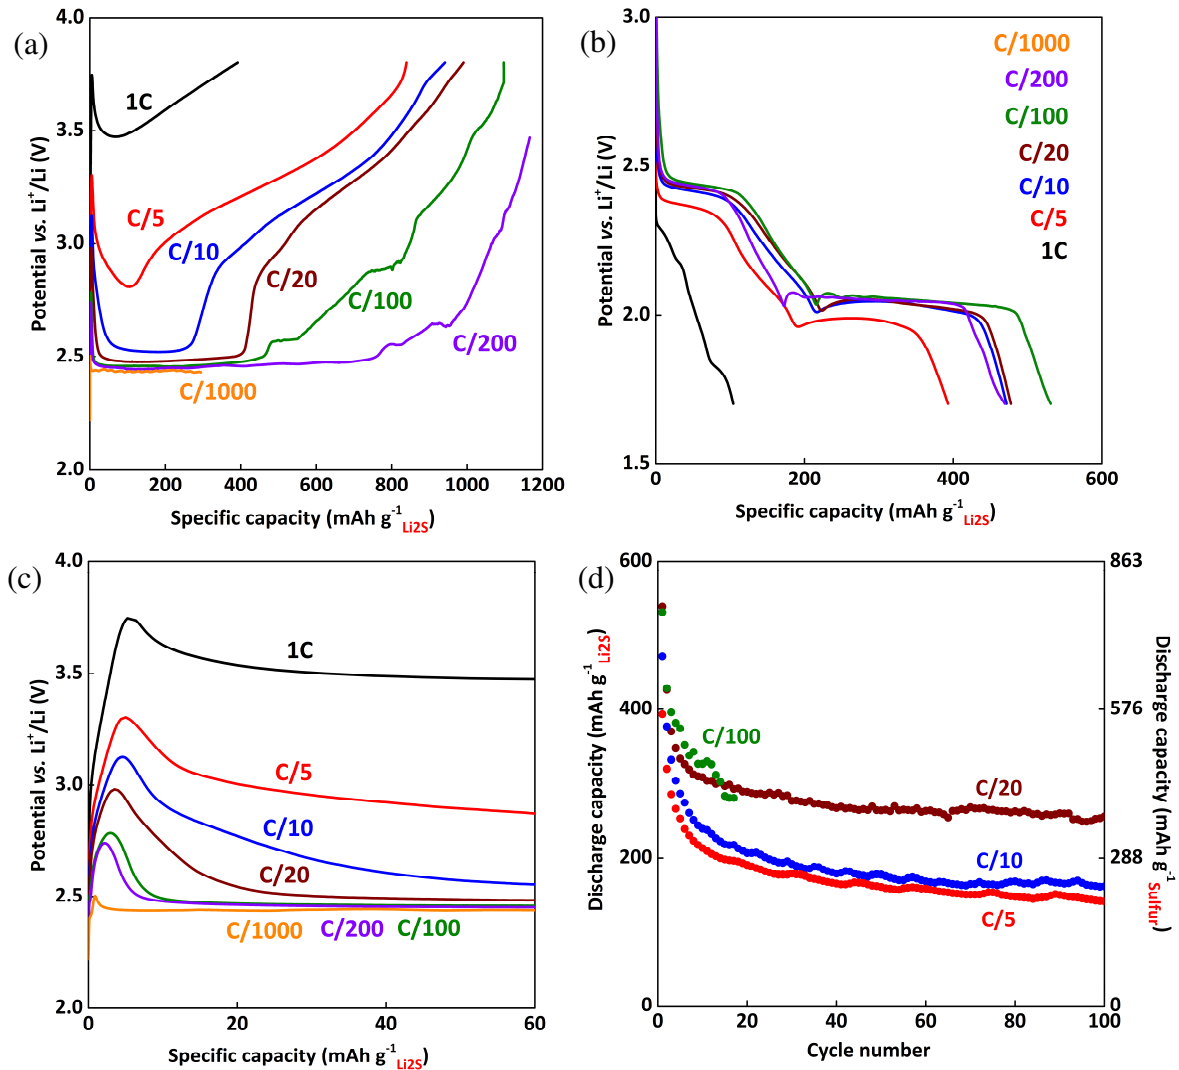 (a)
4.0
3.5
3.0
2.5
2.0
Potential vs. Li+/Li (V)
1C
C/5
C/10
C/20
C/100
C/200
C/1000
0 200 400 600 800 1000 1200
Specific capacity (mAh g-1 Li2S)
(b)
3.0
2.5
2.0
1.5
Potential vs. Li+/Li (V)
C/1000
C/200
C/100
C/20
C/10
C/5
1C
0 200 400 600
Specific capacity (mAh g-1 Li2S)
(c)
4.0
3.5
3.0
2.5
2.0
Potential vs. Li+/Li (V)
1C
C/5
C/10
C/20
C/1000 C/200 C/100
0 20 40 60
Specific capacity (mAh g-1 Li2S)
(d)
600
400
200
0
Discharge capacity (mAh g-1 Li2S)
C/100
C/20
C/10
C/5
863
576
288
0
Discharge capacity (mAh g-1 Sulfur)
0 20 40 60 80 100
Cycle number